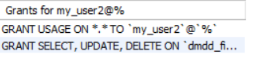 Grants for my_user2@%
GRANT USAGE ON *.* TO `my_user2`@`%`
GRANT SELECT, UPDATE, DELETE ON `dmdd_fi...